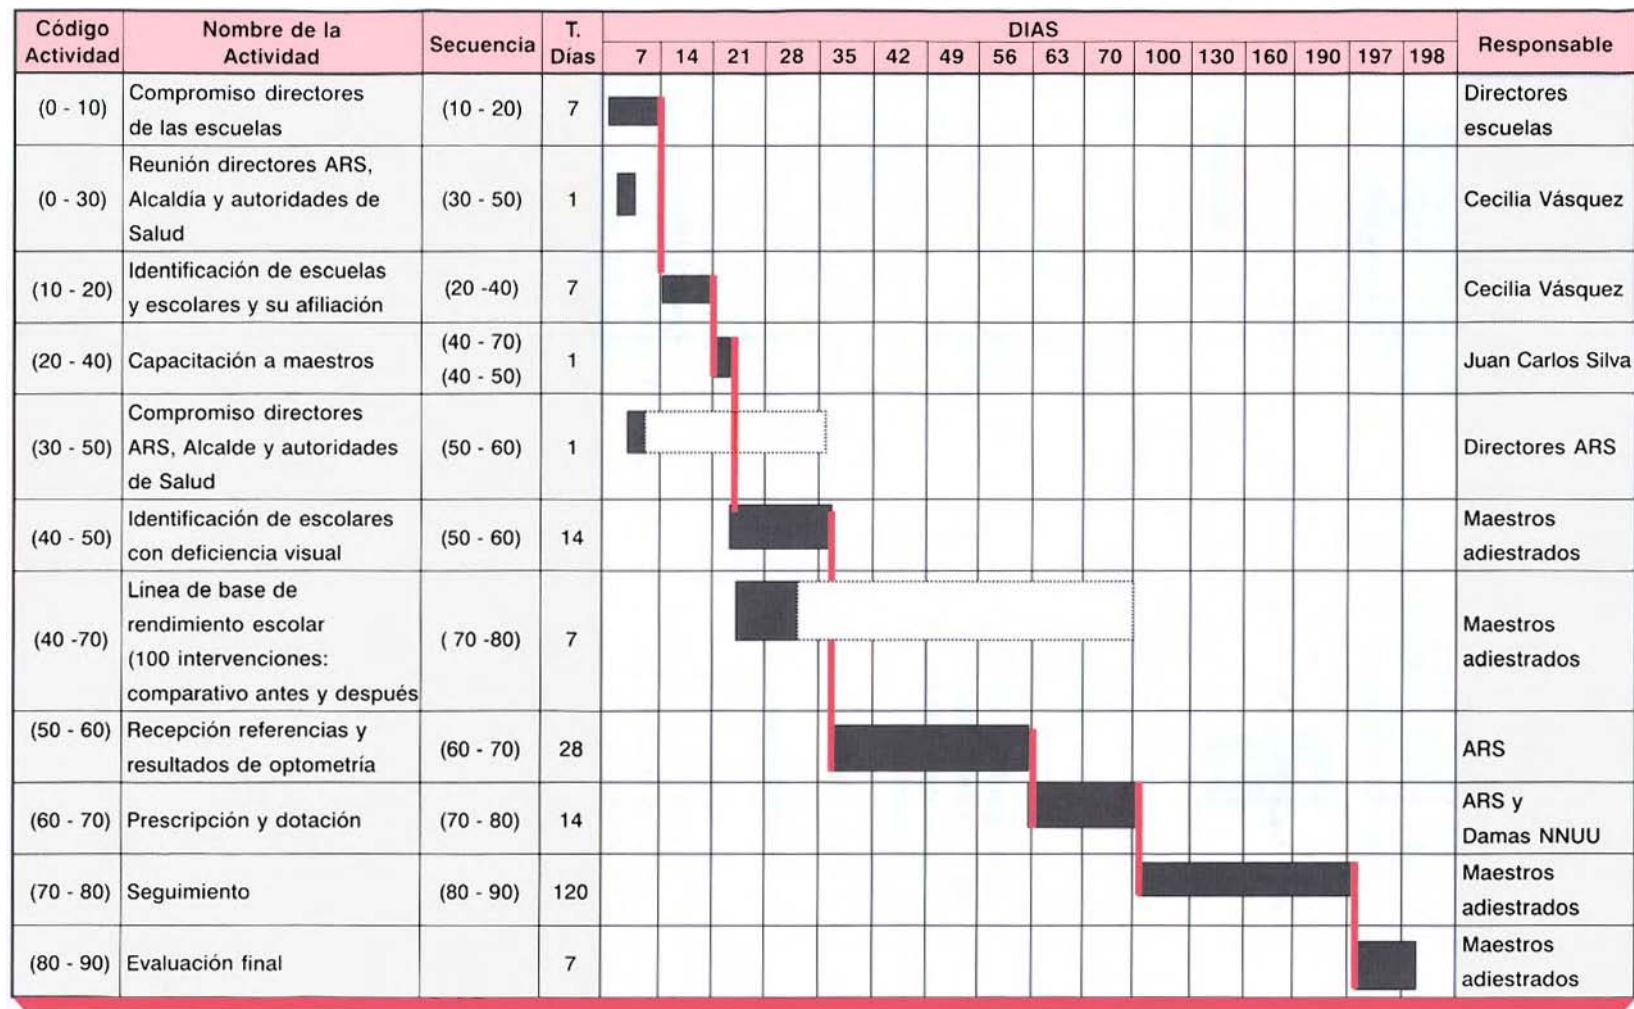 Código Actividad Nombre de la Actividad Secuencia T. Días DIAS Responsable
7 14 21 28 35 42 49 56 63 70 100 130 160 190 197 198
(0 - 10) Compromiso directores de las escuelas (10 - 20) 7 Directores escuelas
(0 - 30) Reunión directores ARS, Alcaldía y autoridades de Salud (30 - 50) 1 Cecilia Vásquez
(10 - 20) Identificación de escuelas y escolares y su afiliación (20 -40) 7 Cecilia Vásquez
(20 - 40) Capacitación a maestros (40 - 70) (40 - 50) 1 Juan Carlos Silva
(30 - 50) Compromiso directores ARS, Alcalde y autoridades de Salud (50 - 60) 1 Directores ARS
(40 - 50) Identificación de escolares con deficiencia visual (50 - 60) 14 Maestros adiestrados
(40 -70) Línea de base de rendimiento escolar (100 intervenciones: comparativo antes y después ( 70 -80) 7 Maestros adiestrados
(50 - 60) Recepción referencias y resultados de optometría (60 - 70) 28 ARS
(60 - 70) Prescripción y dotación (70 - 80) 14 ARS y Damas NNUU
(70 - 80) Seguimiento (80 - 90) 120 Maestros adiestrados
(80 - 90) Evaluación final 7 Maestros adiestrados